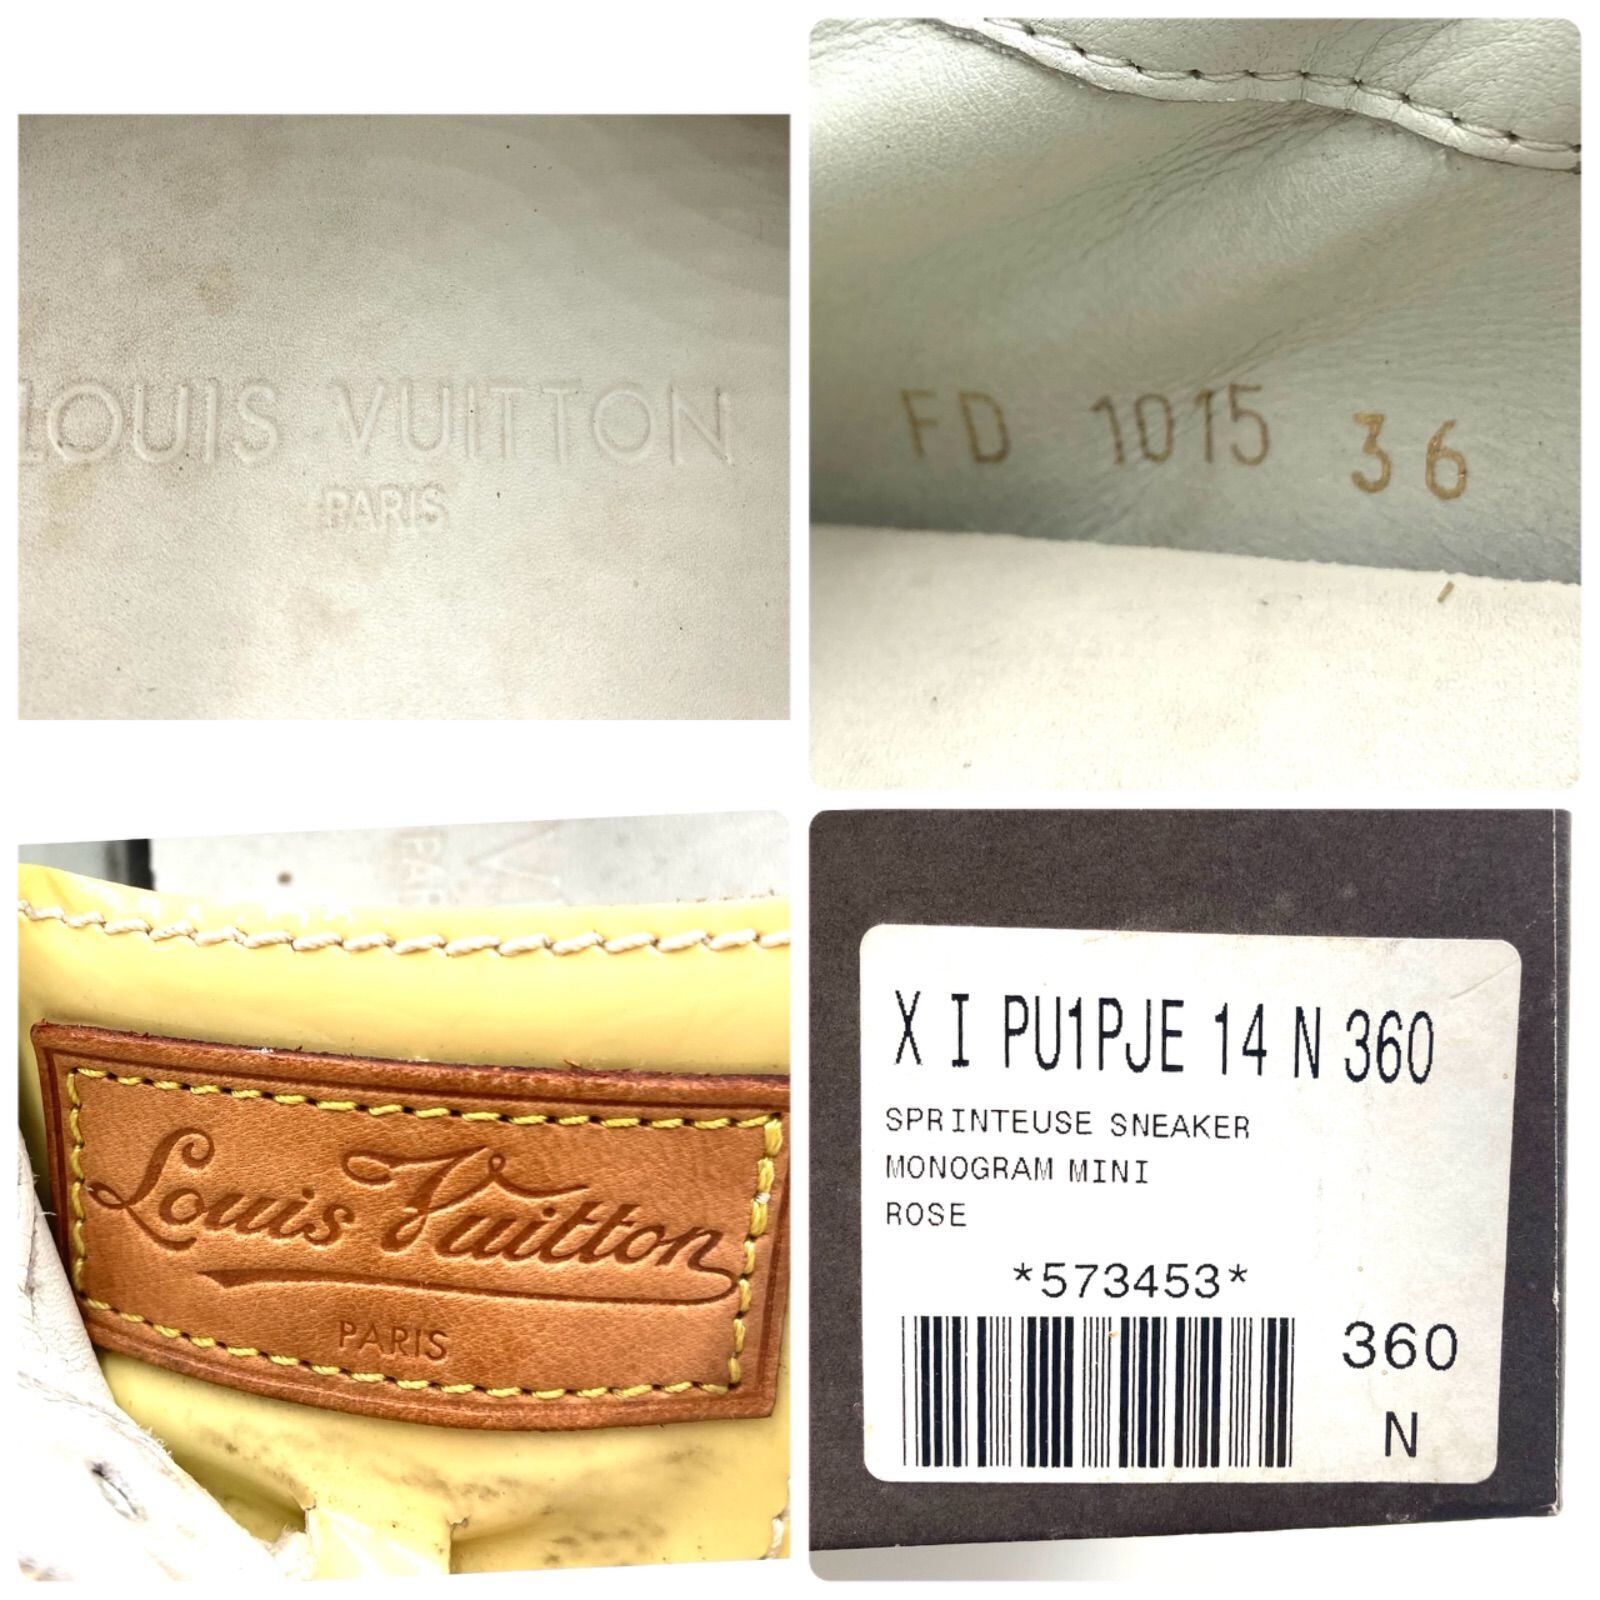 LOUIS VUITTON
PARIS
FD 1015 36
Louis Vuitton
PARIS
X I PU1PJE 14 N 360
SPRINTEUSE SNEAKER
MONOGRAM MINI
ROSE
*573453*
360
N